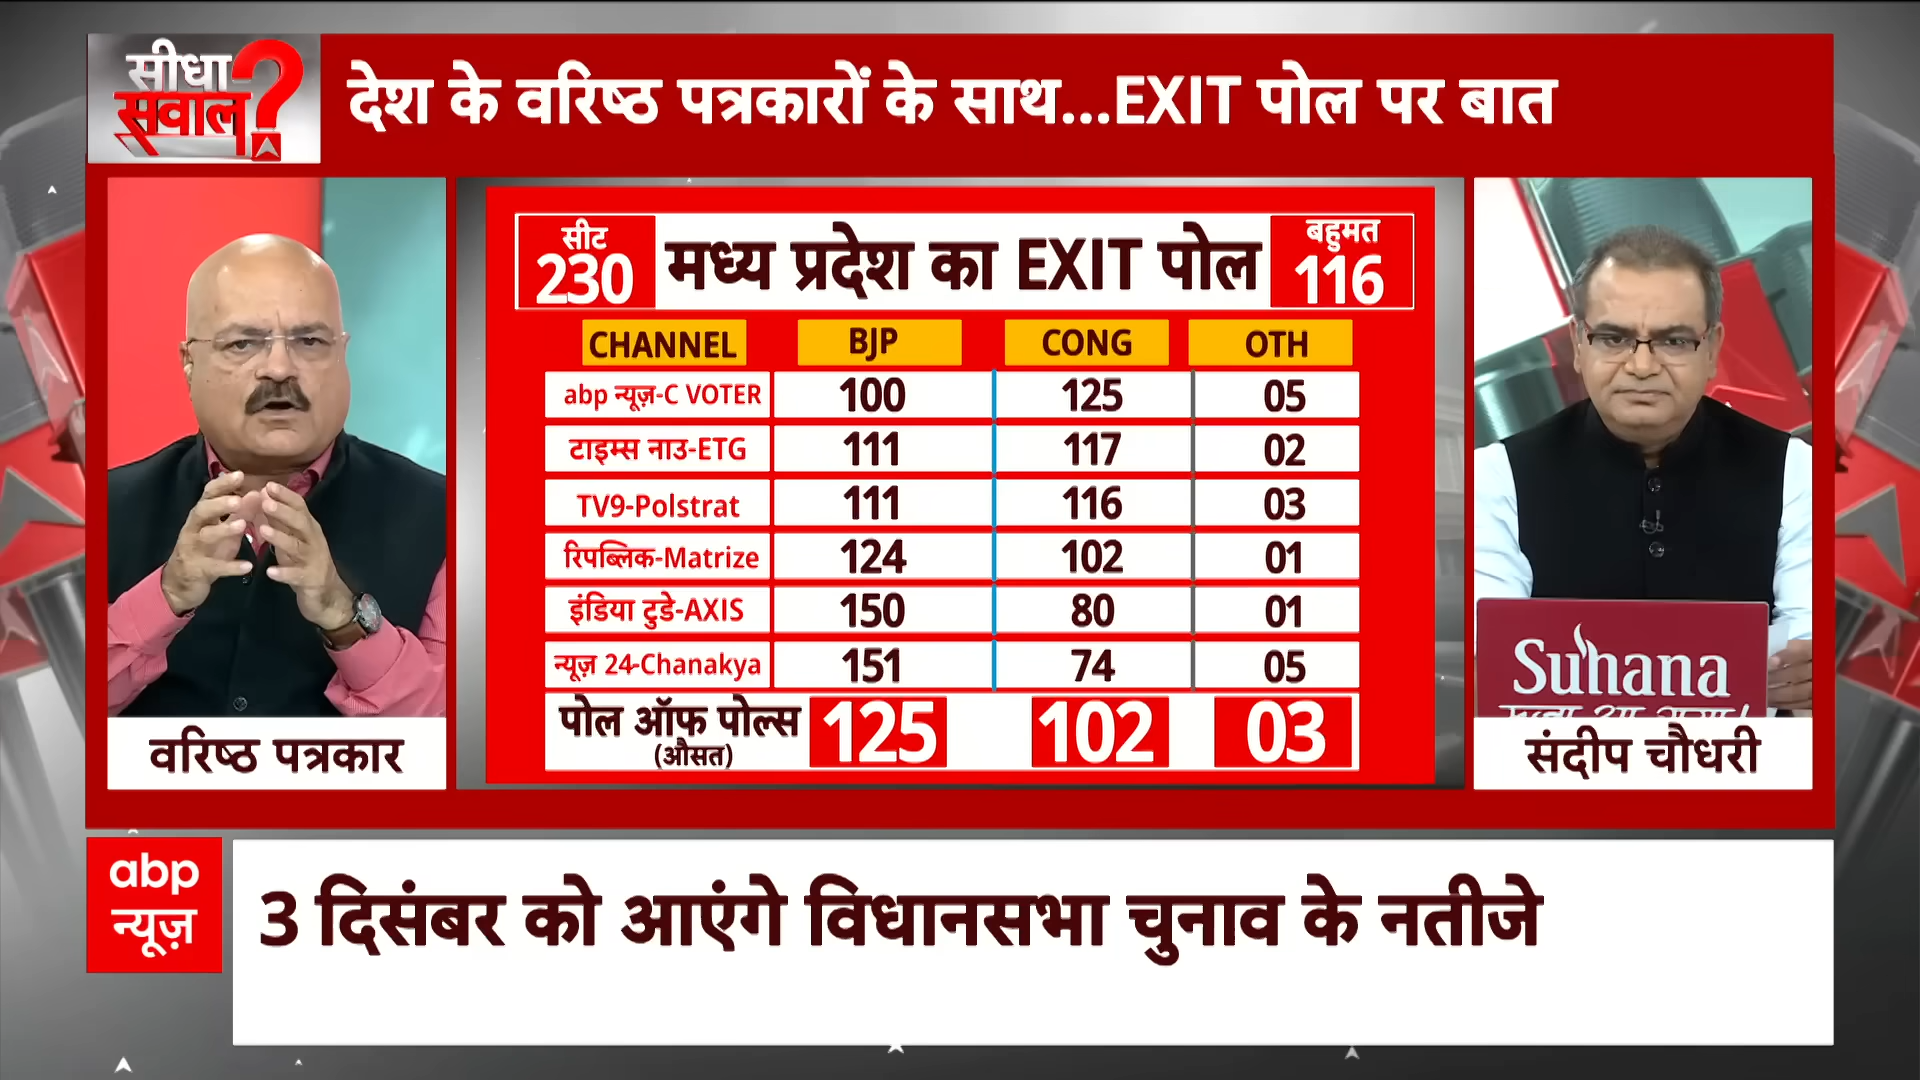 सीधा
सवाल?
देश के वरिष्ठ पत्रकारों के साथ...EXIT पोल पर बात
सीट
230
मध्य प्रदेश का EXIT पोल
बहुमत
116
CHANNEL BJP CONG OTH
abp न्यूज़-C VOTER 100 125 05
टाइम्स नाउ-ETG 111 117 02
TV9-Polstrat 111 116 03
रिपब्लिक-Matrize 124 102 01
इंडिया टुडे-AXIS 150 80 01
न्यूज़ 24-Chanakya 151 74 05
पोल ऑफ पोल्स 125 102 03
(औसत)
Suhana
वरिष्ठ पत्रकार
संदीप चौधरी
abp
न्यूज़
3 दिसंबर को आएंगे विधानसभा चुनाव के नतीजे